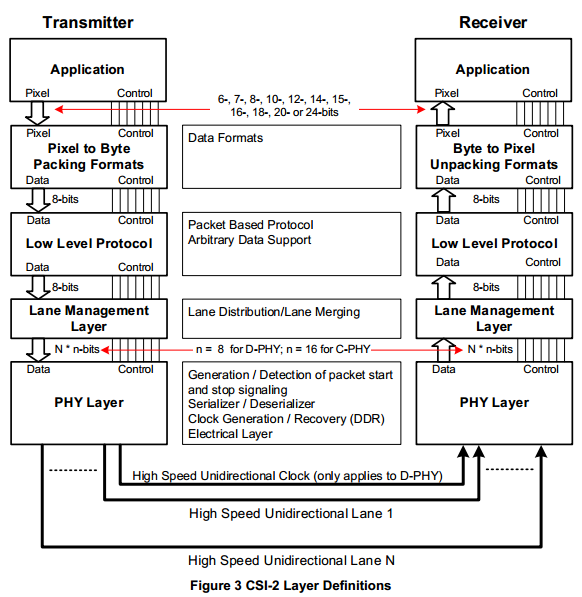 Transmitter
Receiver
Application
Pixel
Control
Application
Pixel
Control
6-, 7-, 8-, 10-, 12-, 14-, 15-,
16-, 18-, 20- or 24-bits
Pixel
Control
Pixel to Byte
Packing Formats
Data
Control
Data Formats
Pixel
Control
Byte to Pixel
Unpacking Formats
Data
Control
8-bits
8-bits
Data
Control
Low Level Protocol
Data
Control
Packet Based Protocol
Arbitrary Data Support
Data
Control
Low Level Protocol
Data
Control
8-bits
8-bits
Lane Management
Layer
Lane Distribution/Lane Merging
Lane Management
Layer
N * n-bits
n = 8 for D-PHY; n = 16 for C-PHY
N * n-bits
Data
Control
PHY Layer
Generation / Detection of packet start
and stop signaling
Serializer / Deserializer
Clock Generation / Recovery (DDR)
Electrical Layer
Data
Control
PHY Layer
High Speed Unidirectional Clock (only applies to D-PHY)
High Speed Unidirectional Lane 1
High Speed Unidirectional Lane N
Figure 3 CSI-2 Layer Definitions